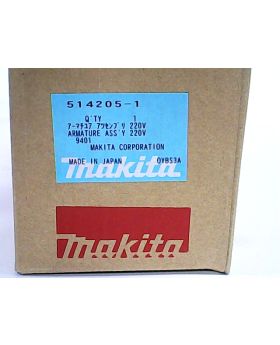 514205-1
Q'TY 1
アーマチュア アッセンブリ 220V
ARMATURE ASS'Y 220V
9401
MAKITA CORPORATION
MADE IN JAPAN OYBS3A
makita
makita